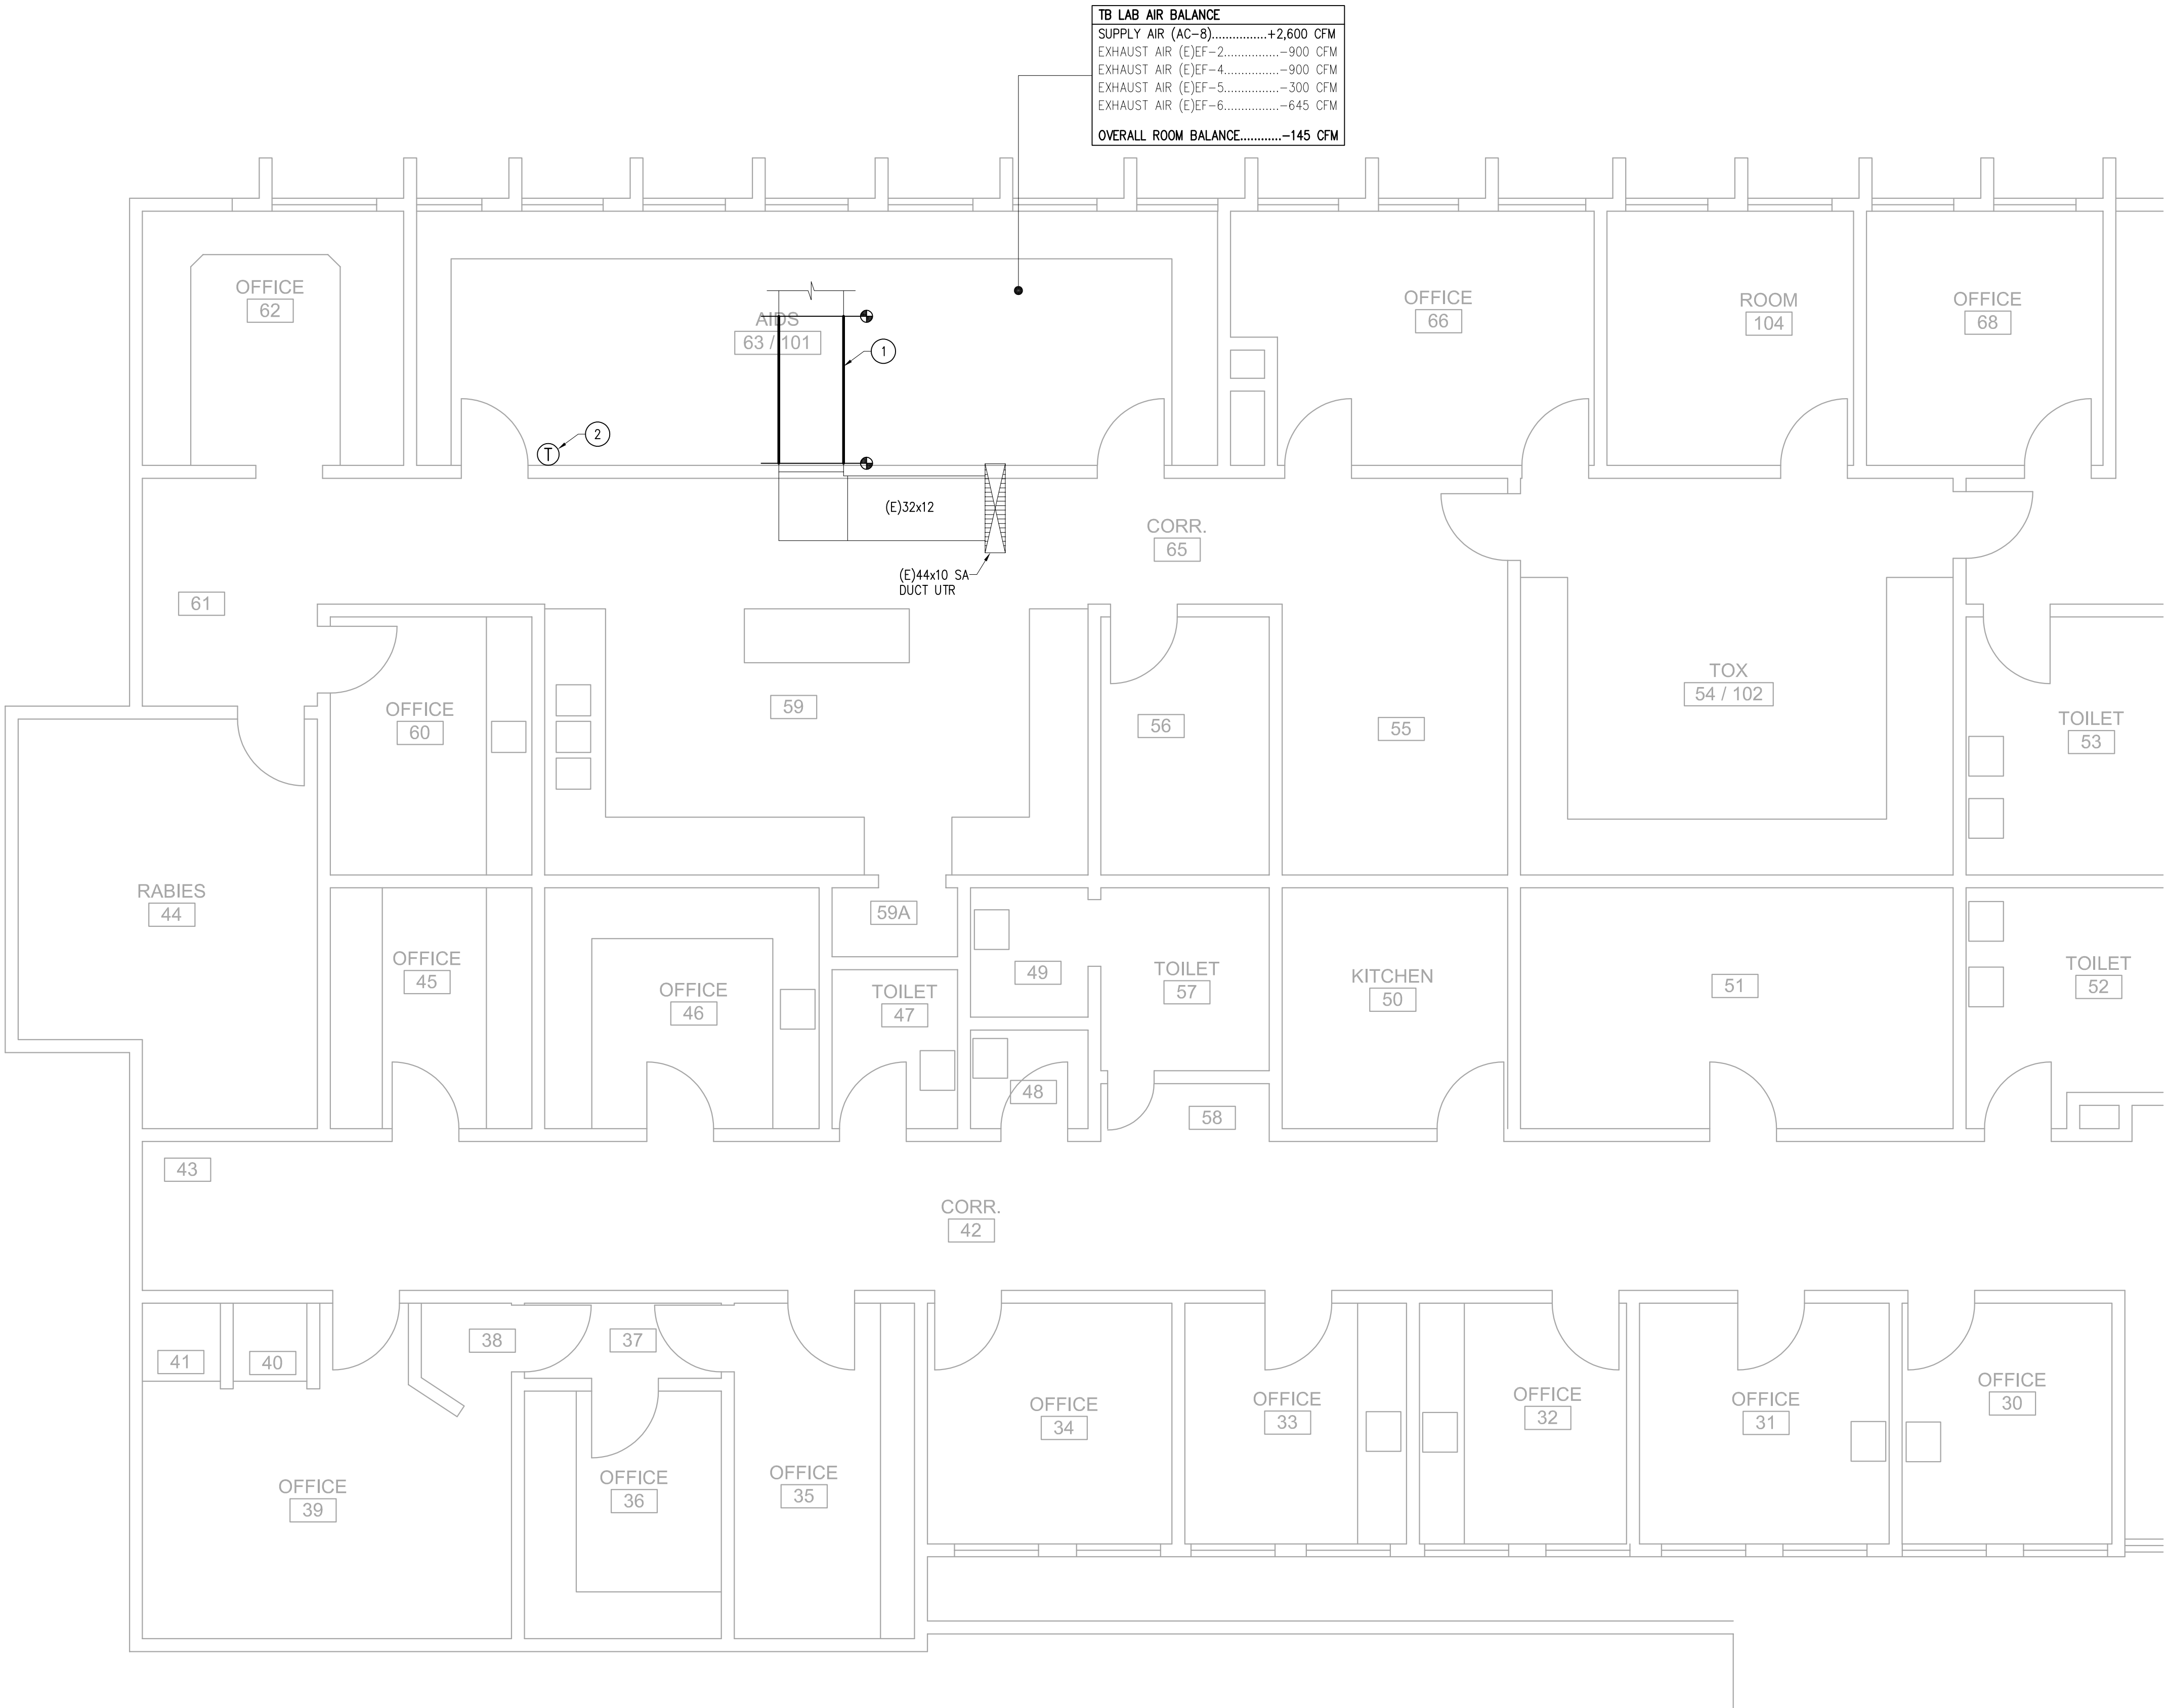 TB LAB AIR BALANCE
SUPPLY AIR (AC-8)...............+2,600 CFM
EXHAUST AIR (E)EF-2...............-900 CFM
EXHAUST AIR (E)EF-4...............-900 CFM
EXHAUST AIR (E)EF-5...............-300 CFM
EXHAUST AIR (E)EF-6...............-645 CFM
OVERALL ROOM BALANCE............-145 CFM
OFFICE
62
AIDS
63 / 101
1
2
T
OFFICE
66
ROOM
104
OFFICE
68
(E)32x12
(E)44x10 SA
DUCT UTR
CORR.
65
61
OFFICE
60
59
56
55
TOX
54 / 102
TOILET
53
RABIES
44
OFFICE
45
OFFICE
46
59A
TOILET
47
49
48
TOILET
57
58
KITCHEN
50
51
TOILET
52
43
CORR.
42
41
40
38
37
OFFICE
39
OFFICE
36
OFFICE
35
OFFICE
34
OFFICE
33
OFFICE
32
OFFICE
31
OFFICE
30